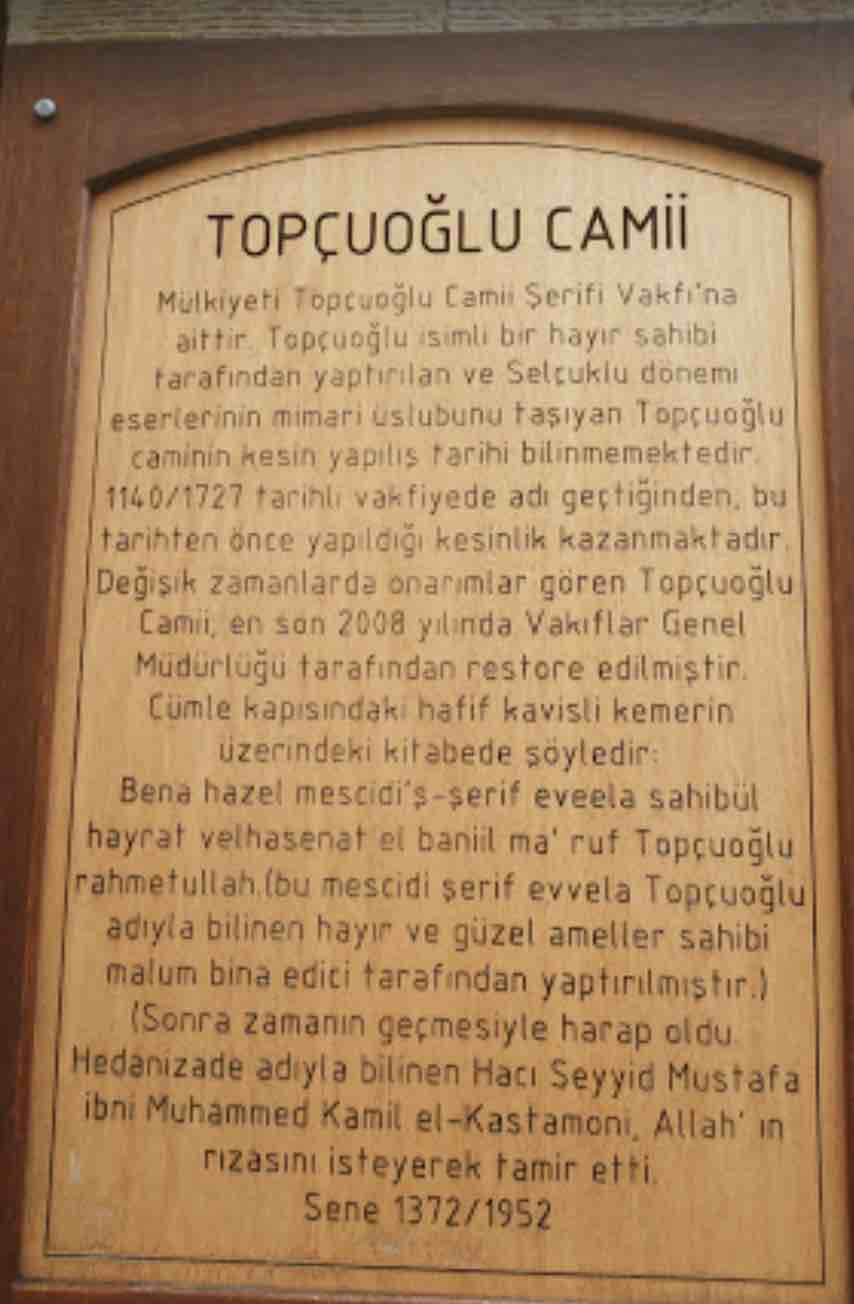 TOPÇUOĞLU CAMİİ
Mülkiyeti Topçuoğlu Camii Şerifi Vakfı'na
aittir. Topçuoğlu isimli bir hayır sahibi
tarafından yaptırılan ve Selçuklu dönemi
eserlerinin mimari üslubunu taşıyan Topçuoğlu
caminin kesin yapılış tarihi bilinmemektedir.
1140/1727 tarihli vakfiyede adı geçtiğinden, bu
tarihten önce yapıldığı kesinlik kazanmaktadır.
Değişik zamanlarda onarımlar gören Topçuoğlu
Camii, en son 2008 yılında Vakıflar Genel
Müdürlüğü tarafından restore edilmiştir.
Cümle kapısındaki hafif kavisli kemerin
üzerindeki kitabede şöyledir:
Bena hazel mescidi'ş-şerif eveela sahibül
hayrat velhasenat el baniil ma' ruf Topçuoğlu
rahmetullah.(bu mescidi şerif evvela Topçuoğlu
adıyla bilinen hayır ve güzel ameller sahibi
malum bina edici tarafından yaptırılmıştır.)
(Sonra zamanın geçmesiyle harap oldu.
Hedanizade adıyla bilinen Hacı Seyyid Mustafa
ibni Muhammed Kamil el-Kastamoni, Allah' ın
rızasını isteyerek tamir etti.
Sene 1372/1952